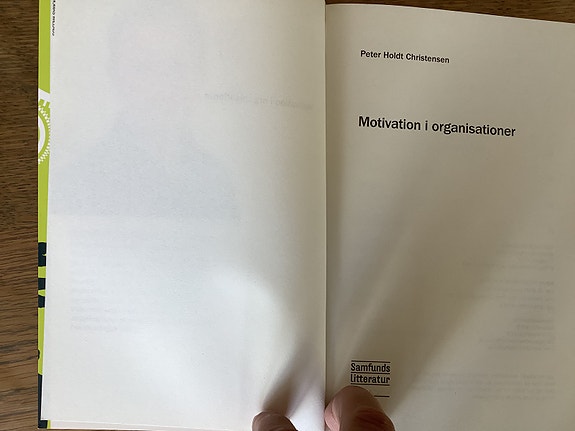 Peter Holdt Christensen
Motivation i organisationer
Samfunds
litteratur